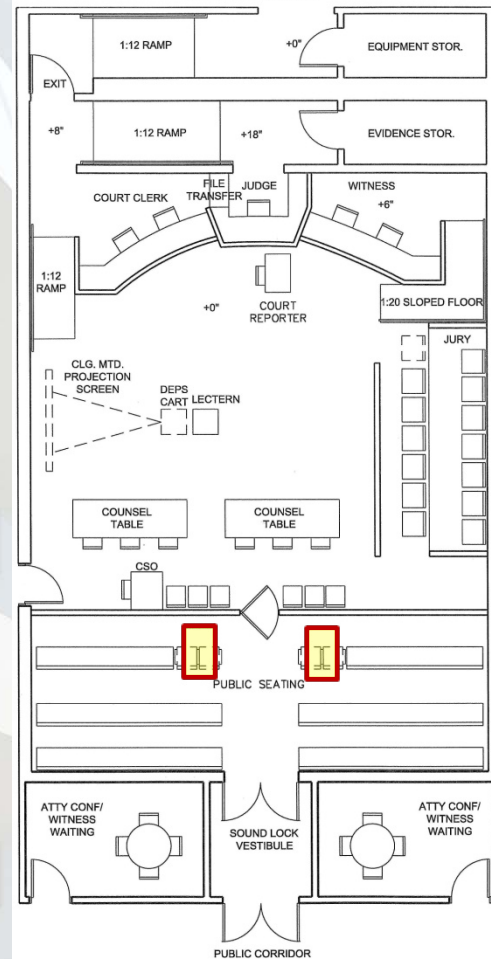 1:12 RAMP
+0"
EQUIPMENT STOR.
EXIT
+8"
1:12 RAMP
+18"
EVIDENCE STOR.
COURT CLERK
FILE
TRANSFER
JUDGE
WITNESS
+6"
1:12
RAMP
+0"
COURT
REPORTER
1:20 SLOPED FLOOR
JURY
CLG. MTD.
PROJECTION
SCREEN
DEPS
CART
LECTERN
COUNSEL
TABLE
COUNSEL
TABLE
CSO
PUBLIC SEATING
ATTY CONF/
WITNESS
WAITING
SOUND LOCK
VESTIBULE
ATTY CONF/
WITNESS
WAITING
PUBLIC CORRIDOR